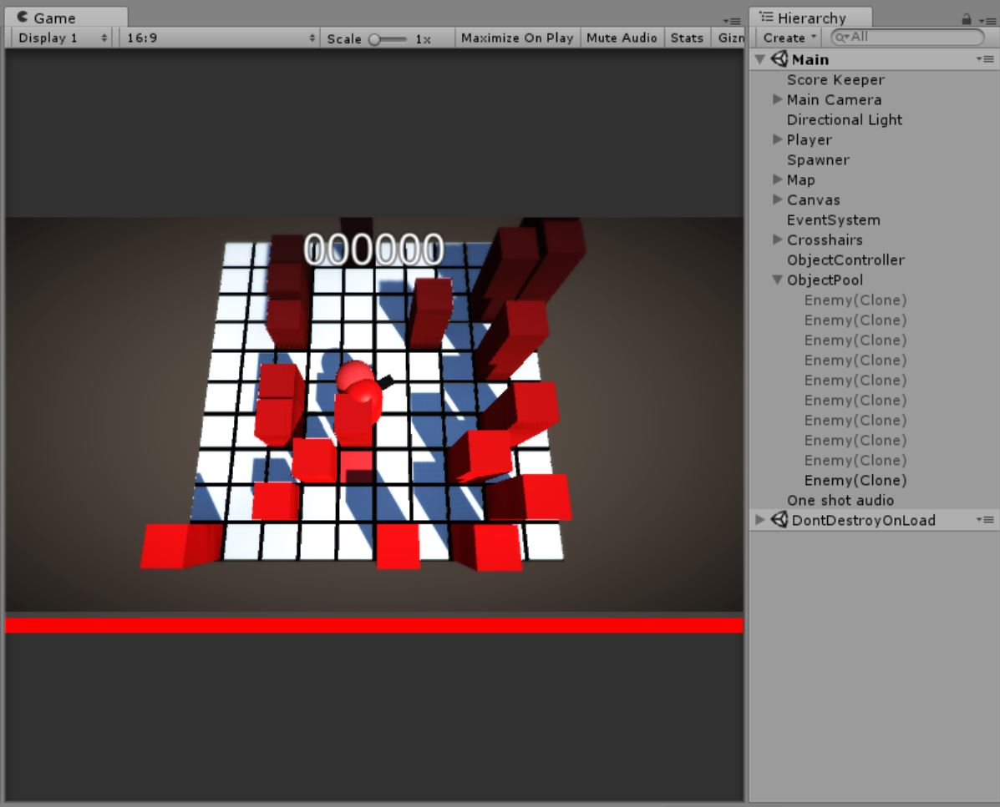 Game
Display 1 16:9 Scale 1x Maximize On Play Mute Audio Stats Gizn
000000
Hierarchy
Create All
Main
Score Keeper
Main Camera
Directional Light
Player
Spawner
Map
Canvas
EventSystem
Crosshairs
ObjectController
ObjectPool
Enemy(Clone)
Enemy(Clone)
Enemy(Clone)
Enemy(Clone)
Enemy(Clone)
Enemy(Clone)
Enemy(Clone)
Enemy(Clone)
Enemy(Clone)
Enemy(Clone)
One shot audio
DontDestroyOnLoad